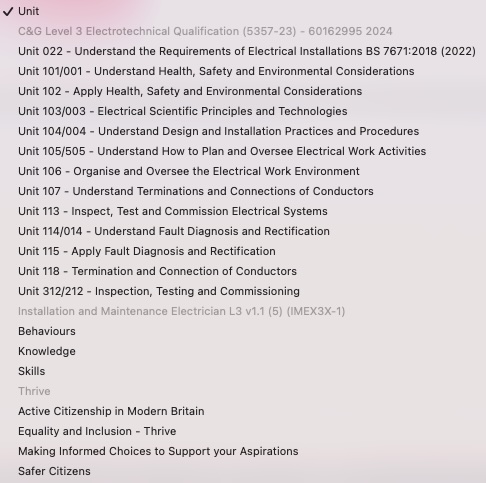 ✓ Unit
C&G Level 3 Electrotechnical Qualification (5357-23) - 60162995 2024
Unit 022 - Understand the Requirements of Electrical Installations BS 7671:2018 (2022)
Unit 101/001 - Understand Health, Safety and Environmental Considerations
Unit 102 - Apply Health, Safety and Environmental Considerations
Unit 103/003 - Electrical Scientific Principles and Technologies
Unit 104/004 - Understand Design and Installation Practices and Procedures
Unit 105/505 - Understand How to Plan and Oversee Electrical Work Activities
Unit 106 - Organise and Oversee the Electrical Work Environment
Unit 107 - Understand Terminations and Connections of Conductors
Unit 113 - Inspect, Test and Commission Electrical Systems
Unit 114/014 - Understand Fault Diagnosis and Rectification
Unit 115 - Apply Fault Diagnosis and Rectification
Unit 118 - Termination and Connection of Conductors
Unit 312/212 - Inspection, Testing and Commissioning
Installation and Maintenance Electrician L3 v1.1 (5) (IMEX3X-1)
Behaviours
Knowledge
Skills
Thrive
Active Citizenship in Modern Britain
Equality and Inclusion - Thrive
Making Informed Choices to Support your Aspirations
Safer Citizens